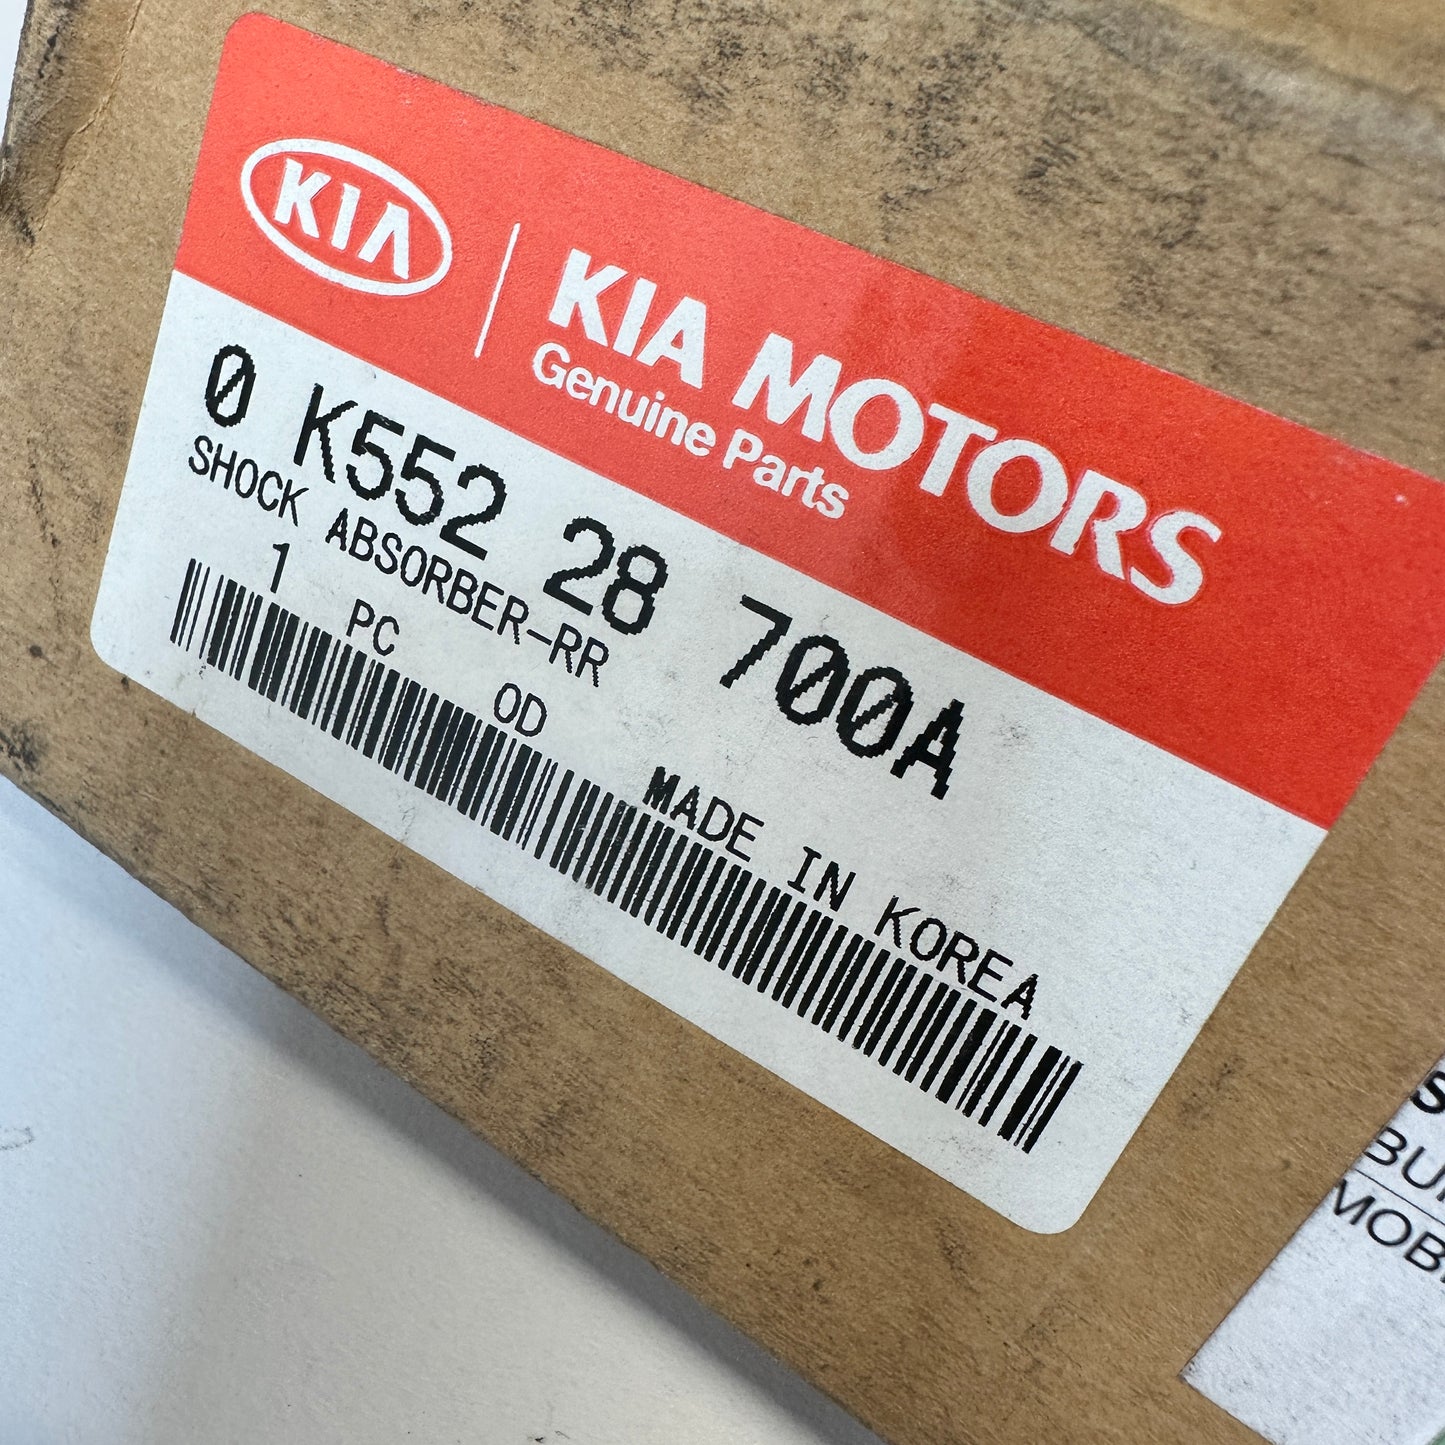 KIA
KIA MOTORS
Genuine Parts
0 K552 28 700A
SHOCK ABSORBER-RR
1 PC OD
MADE IN KOREA